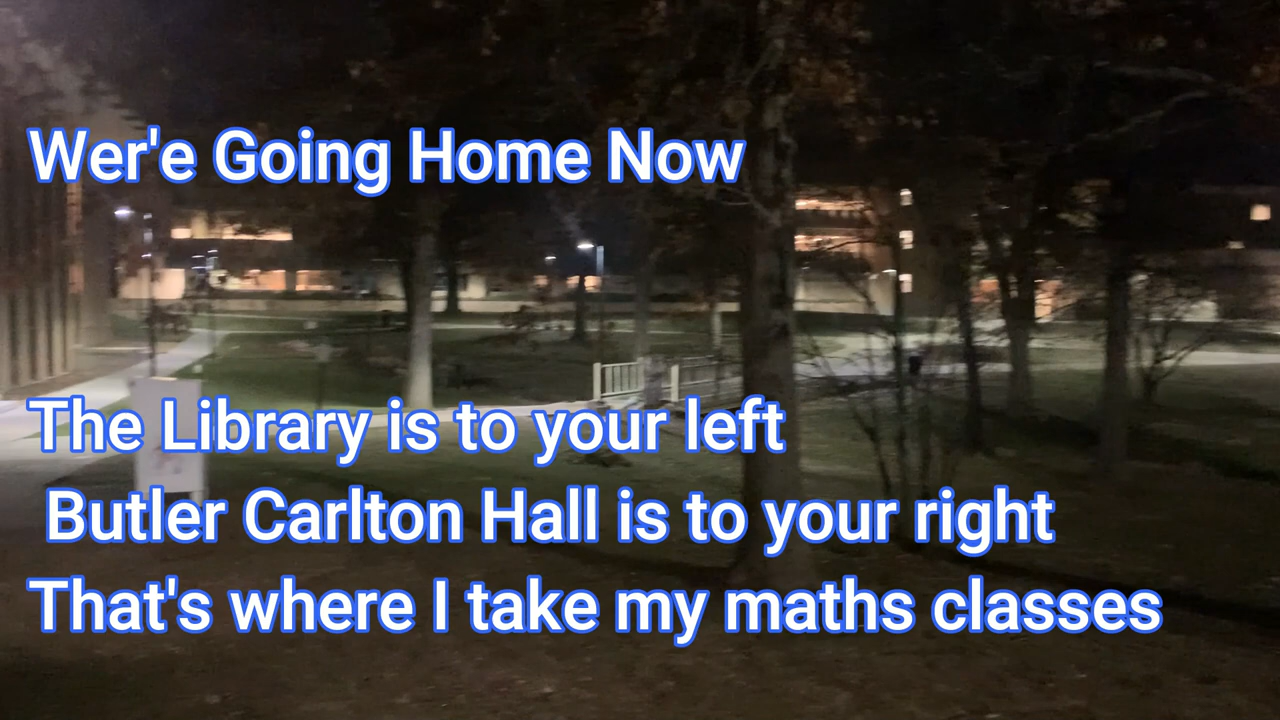 Wer'e Going Home Now
The Library is to your left
Butler Carlton Hall is to your right
That's where I take my maths classes